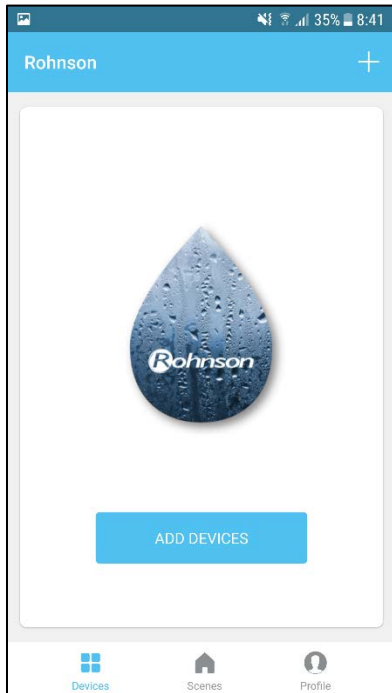 35% 8:41
Rohnson
Rohnson
ADD DEVICES
Devices Scenes Profile